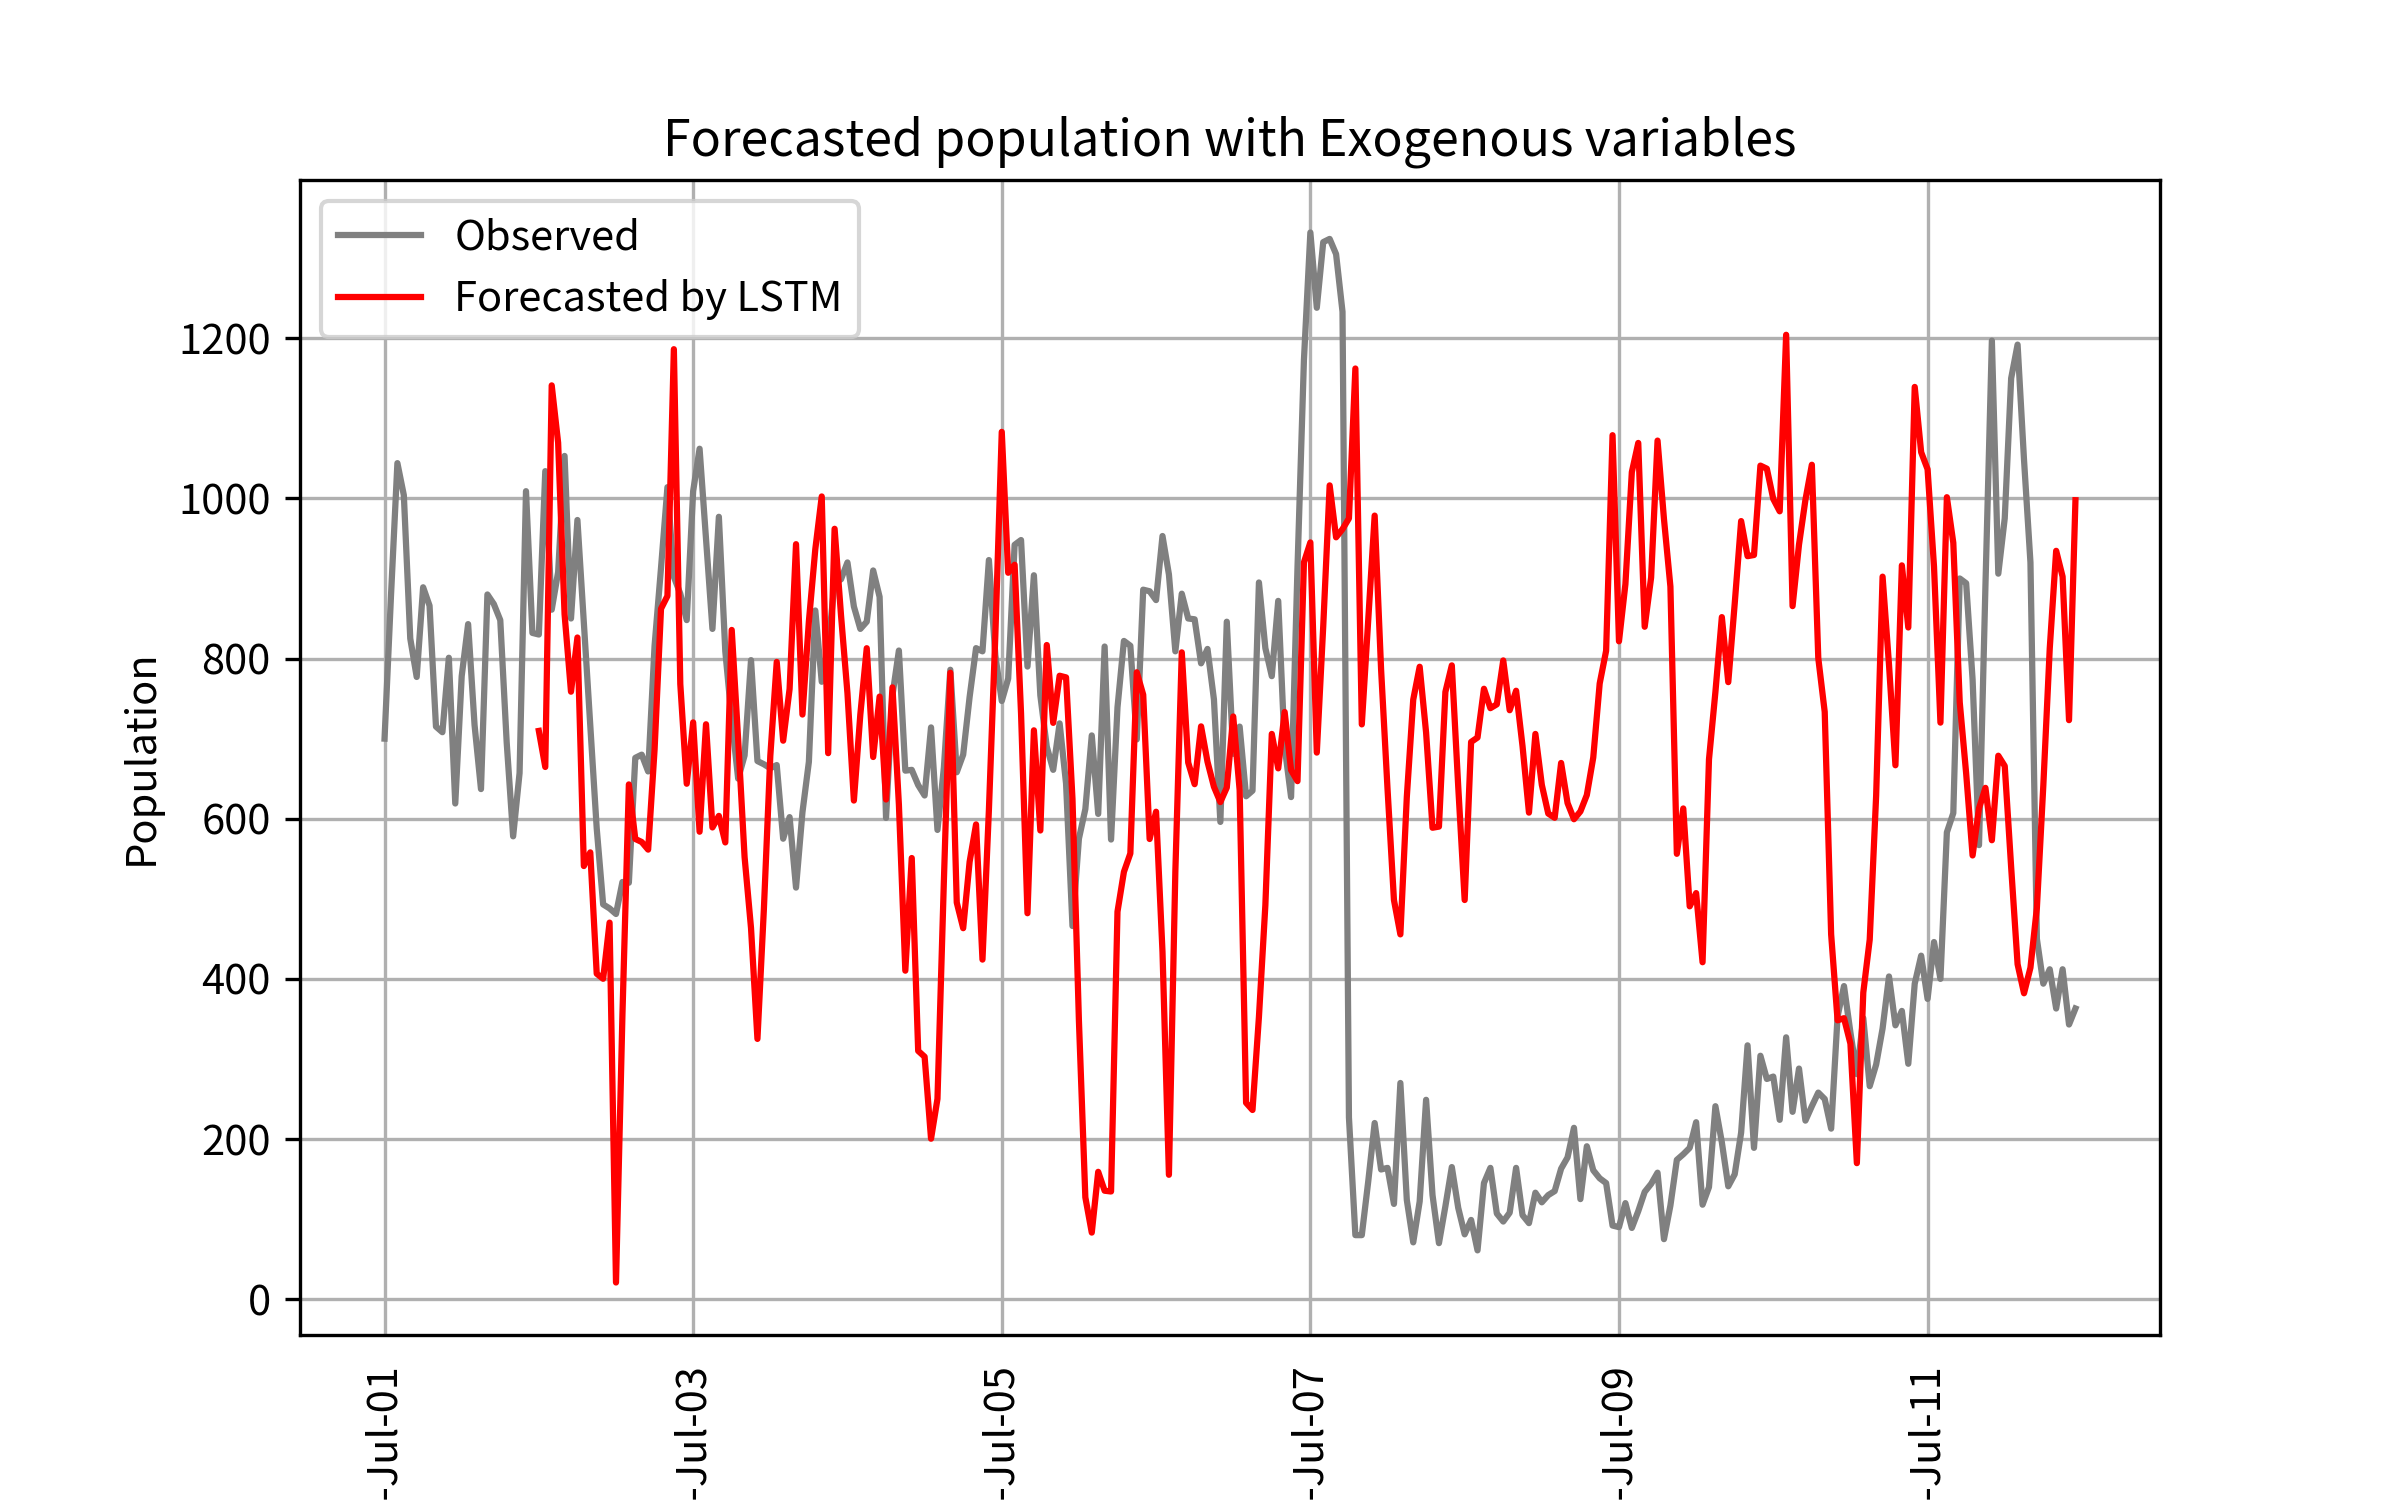 Forecasted population with Exogenous variables
Observed
Forecasted by LSTM
1200
1000
800
600
400
200
0
Population
-Jul-01
-Jul-03
-Jul-05
-Jul-07
-Jul-09
-Jul-11